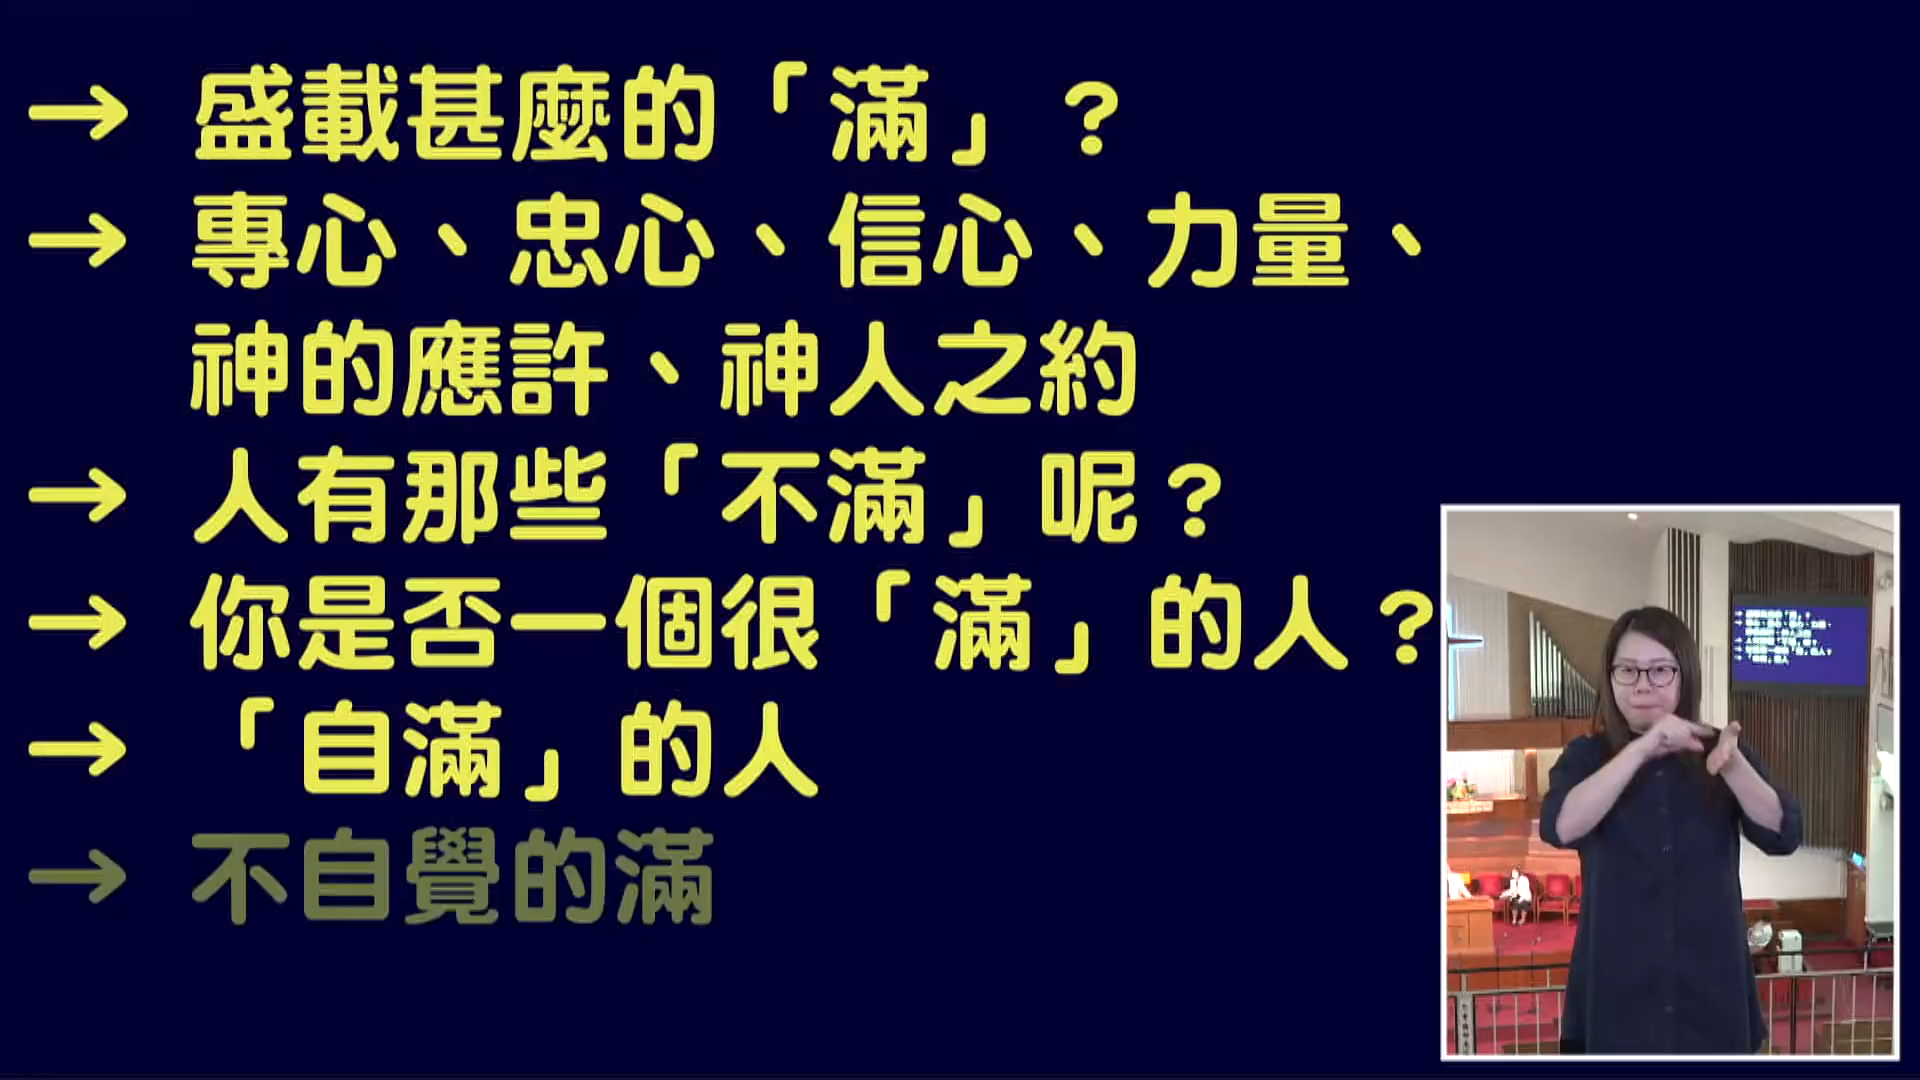 → 盛載甚麼的「滿」？
→ 專心、忠心、信心、力量、
神的應許、神人之約
→ 人有那些「不滿」呢？
→ 你是否一個很「滿」的人？
→ 「自滿」的人
→ 不自覺的滿